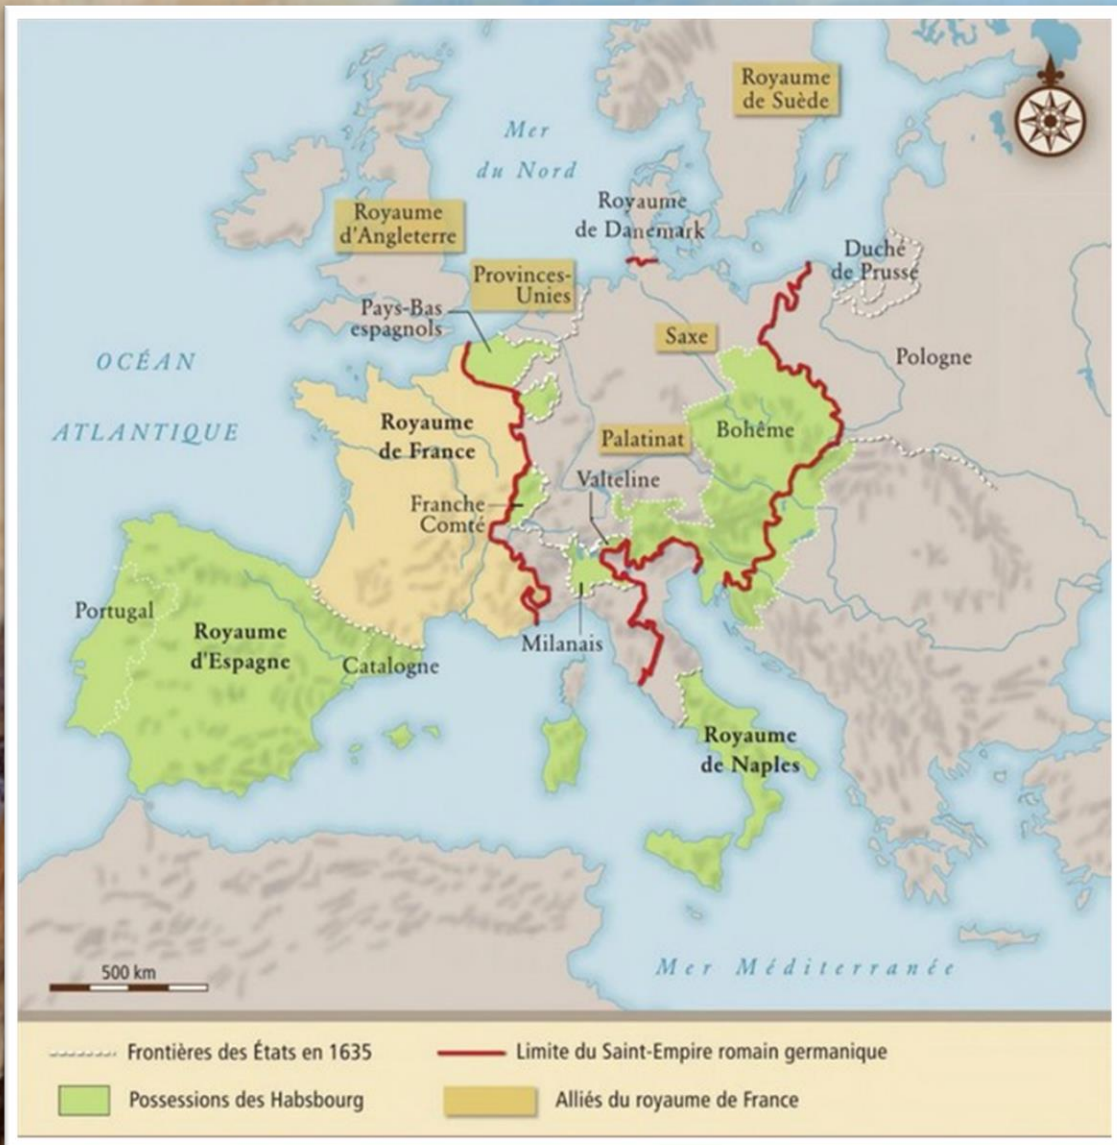 Royaume
de Suède
Mer
du Nord
Royaume
de Danemark
Royaume
d'Angleterre
Duché
de Prusse
Provinces-
Unies
Pays-Bas
espagnols
Saxe
OCÉAN
ATLANTIQUE
Pologne
Royaume
de France
Palatinat
Bohême
Valteline
Franche
Comté
Portugal
Royaume
d'Espagne
Catalogne
Milanais
Royaume
de Naples
Mer Méditerranée
500 km
Frontières des États en 1635
Limite du Saint-Empire romain germanique
Possessions des Habsbourg
Alliés du royaume de France